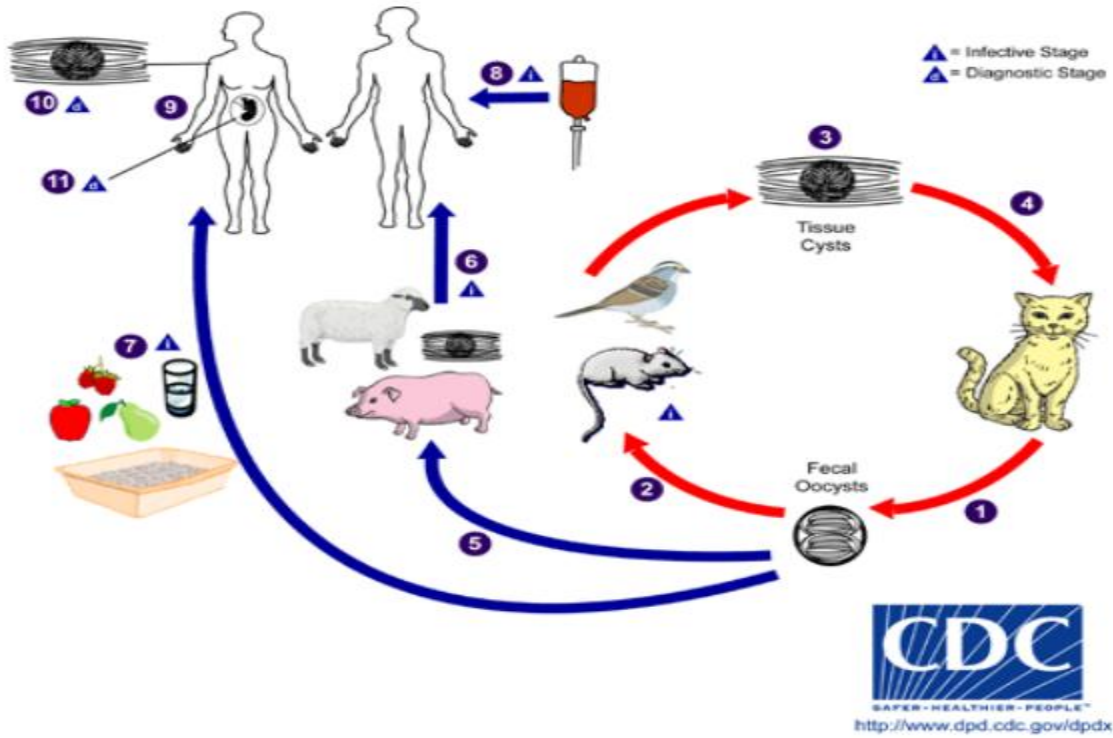 8 i
i = Infective Stage
d = Diagnostic Stage
10 d
9
3
11 d
4
Tissue
Cysts
6
i
7 i
i
Fecal
Oocysts
2
1
5
CDC
SAFER·HEALTHIER·PEOPLE™
http://www.dpd.cdc.gov/dpdx